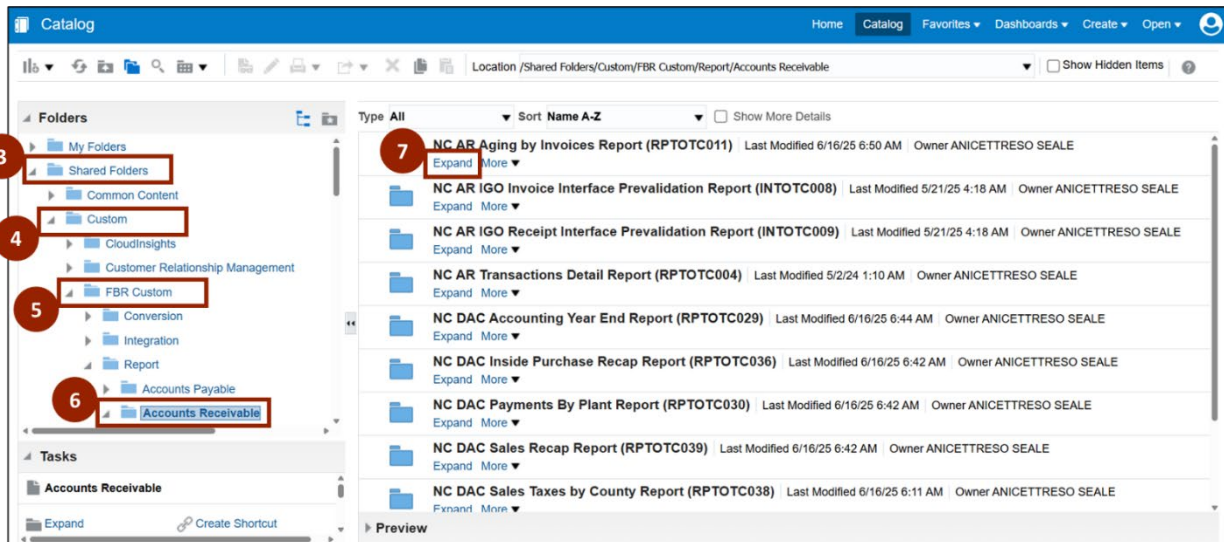 Catalog
Home Catalog Favorites Dashboards Create Open
Location /Shared Folders/Custom/FBR Custom/Report/Accounts Receivable
Show Hidden Items
Folders
My Folders
3
Shared Folders
Common Content
4
Custom
CloudInsights
Customer Relationship Management
5
FBR Custom
Conversion
Integration
Report
Accounts Payable
6
Accounts Receivable
Tasks
Accounts Receivable
Expand Create Shortcut
Type All Sort Name A-Z Show More Details
7
NC AR Aging by Invoices Report (RPTOTC011) Last Modified 6/16/25 6:50 AM Owner ANICETTRESO SEALE
Expand More
NC AR IGO Invoice Interface Prevalidation Report (INTOTC008) Last Modified 5/21/25 4:18 AM Owner ANICETTRESO SEALE
Expand More
NC AR IGO Receipt Interface Prevalidation Report (INTOTC009) Last Modified 5/21/25 4:18 AM Owner ANICETTRESO SEALE
Expand More
NC AR Transactions Detail Report (RPTOTC004) Last Modified 5/2/24 1:10 AM Owner ANICETTRESO SEALE
Expand More
NC DAC Accounting Year End Report (RPTOTC029) Last Modified 6/16/25 6:44 AM Owner ANICETTRESO SEALE
Expand More
NC DAC Inside Purchase Recap Report (RPTOTC036) Last Modified 6/16/25 6:42 AM Owner ANICETTRESO SEALE
Expand More
NC DAC Payments By Plant Report (RPTOTC030) Last Modified 6/16/25 6:42 AM Owner ANICETTRESO SEALE
Expand More
NC DAC Sales Recap Report (RPTOTC039) Last Modified 6/16/25 6:42 AM Owner ANICETTRESO SEALE
Expand More
NC DAC Sales Taxes by County Report (RPTOTC038) Last Modified 6/16/25 6:11 AM Owner ANICETTRESO SEALE
Expand More
Preview